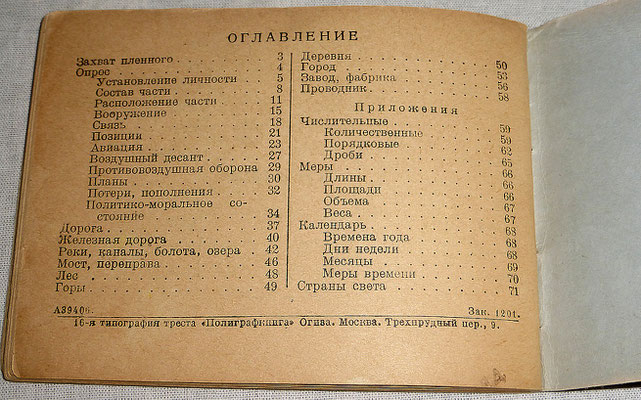 ОГЛАВЛЕНИЕ
Захват пленного . . . . . . . . . 3
Опрос . . . . . . . . . . . . . . 4
Установление личности . . . . . 5
Состав части . . . . . . . . . 8
Расположение части . . . . . . 11
Вооружение . . . . . . . . . . 15
Связь . . . . . . . . . . . . . 18
Позиции . . . . . . . . . . . . 21
Авиация . . . . . . . . . . . . 23
Воздушный десант . . . . . . . 27
Противовоздушная оборона 29
Планы . . . . . . . . . . . . . 30
Потери, пополнения . . . . . . 32
Политико-моральное со-
стояние . . . . . . . . . . 34
Дорога . . . . . . . . . . . . . 37
Железная дорога . . . . . . . . 40
Реки, каналы, болота, озера . . 42
Мост, переправа . . . . . . . . 46
Лес . . . . . . . . . . . . . . . 48
Горы . . . . . . . . . . . . . . 49
Деревня . . . . . . . . . . . . 50
Город . . . . . . . . . . . . . 53
Завод, фабрика . . . . . . . . 56
Проводник . . . . . . . . . . . 58
Приложения
Числительные . . . . . . . . . 59
Количественные . . . . . . . 59
Порядковые . . . . . . . . . 62
Дроби . . . . . . . . . . . . 65
Меры . . . . . . . . . . . . . . 66
Длины . . . . . . . . . . . . 66
Площади . . . . . . . . . . . 66
Объема . . . . . . . . . . . 67
Веса . . . . . . . . . . . . . 67
Календарь . . . . . . . . . . . 68
Времена года . . . . . . . . 68
Дни недели . . . . . . . . . 68
Месяцы . . . . . . . . . . . 69
Меры времени . . . . . . . . 70
Страны света . . . . . . . . . 71
А39406. Зак. 1201.
16-я типография треста «Полиграфкнига» Огиза. Москва. Трехпрудный пер., 9.